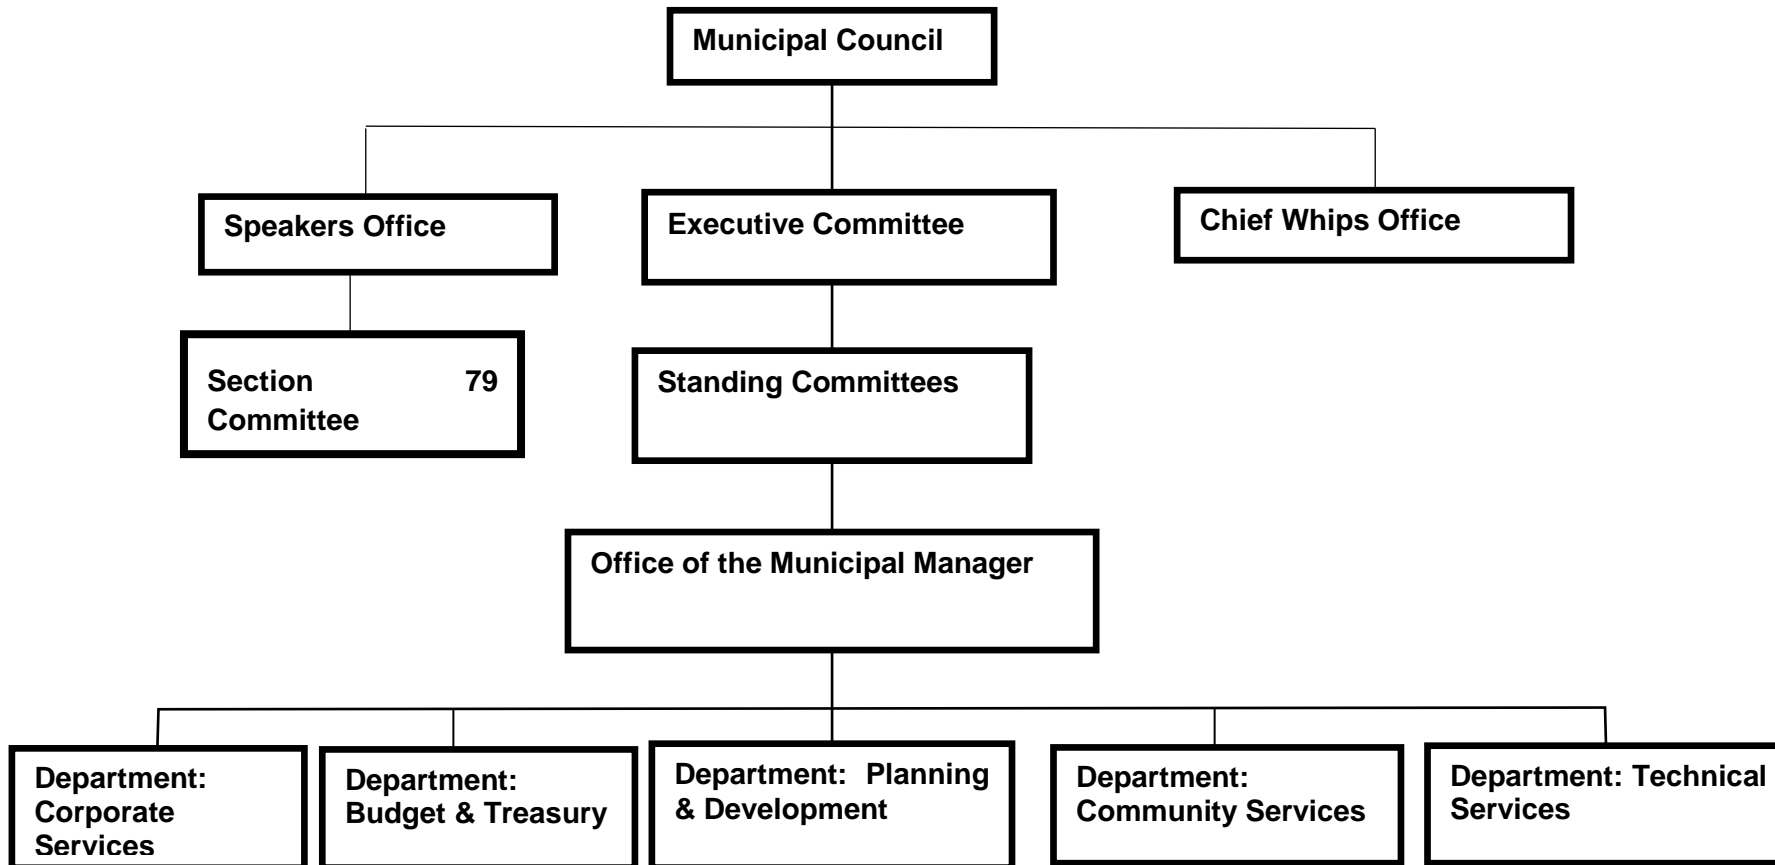 Municipal Council
Speakers Office
Executive Committee
Chief Whips Office
Section 79
Committee
Standing Committees
Office of the Municipal Manager
Department:
Corporate
Services
Department:
Budget & Treasury
Department: Planning
& Development
Department:
Community Services
Department: Technical
Services